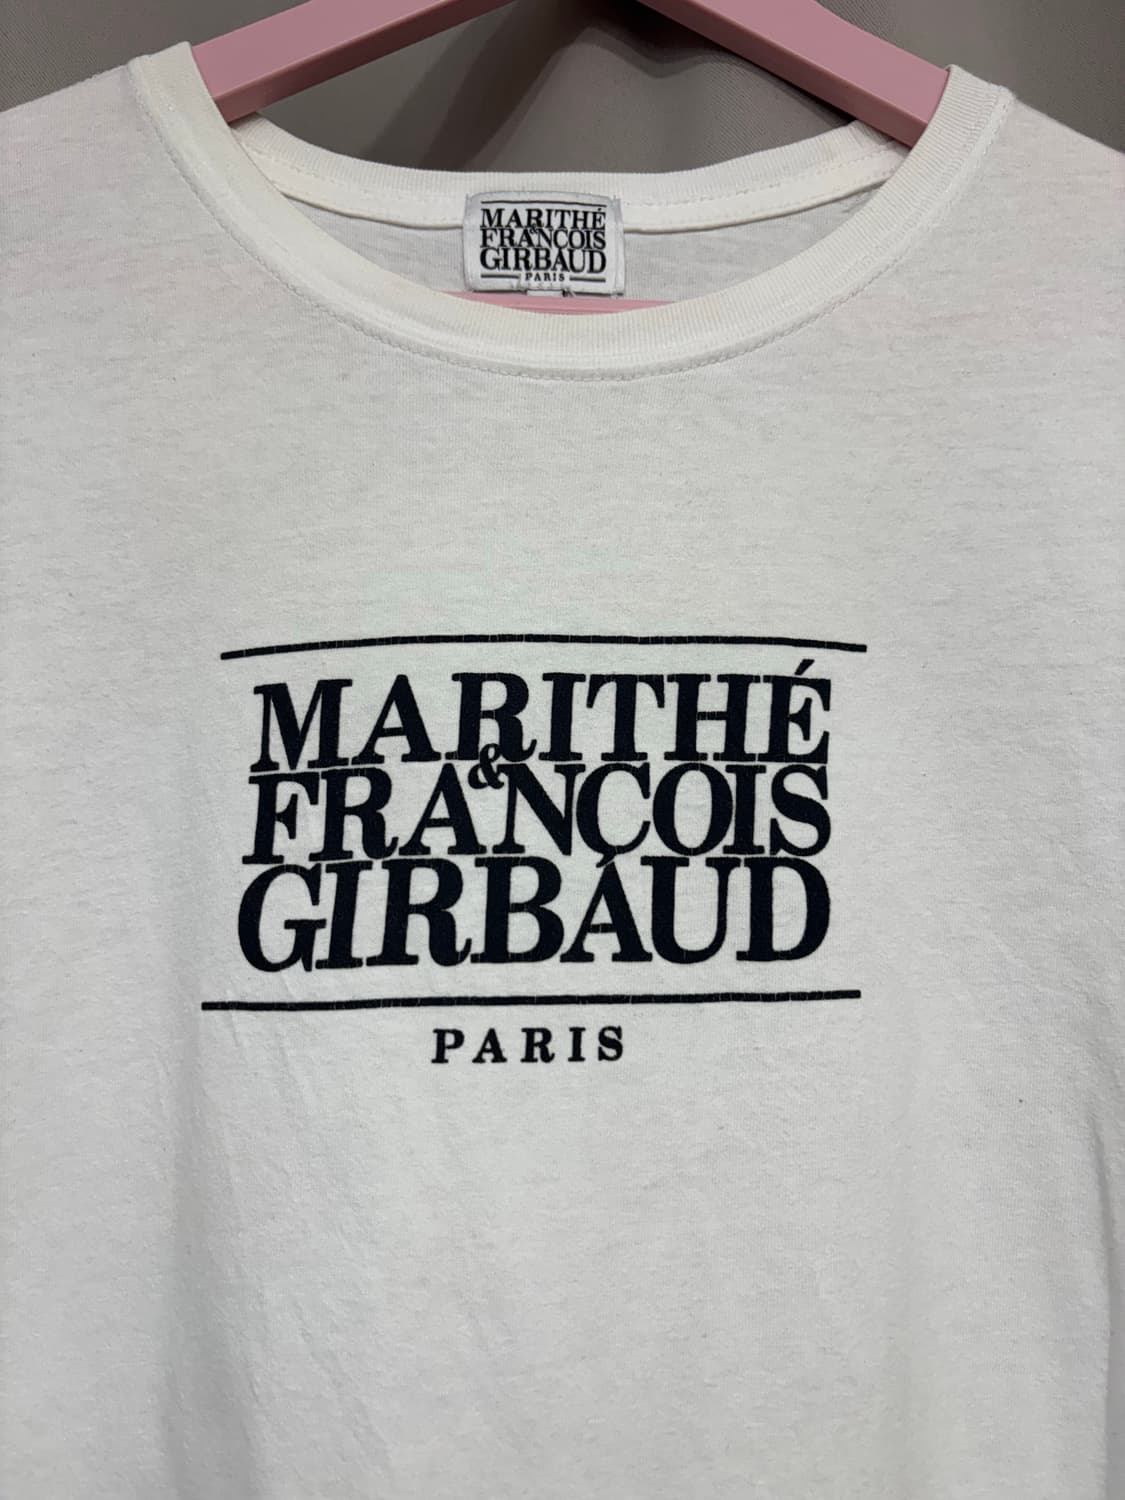 MARITHÉ
&
FRANÇOIS
GIRBAUD
PARIS
MARITHÉ
&
FRANÇOIS
GIRBAUD
PARIS